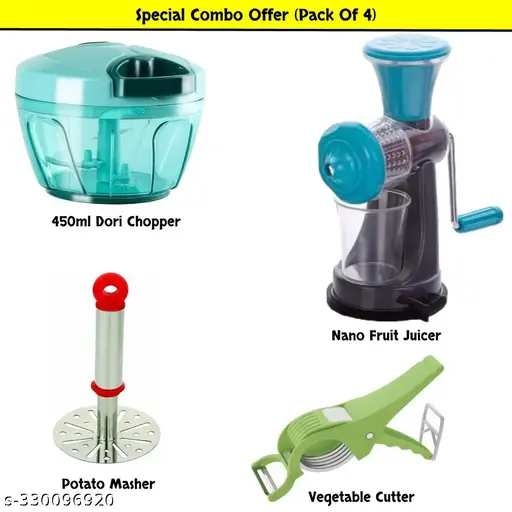 Special Combo Offer (Pack Of 4)
450ml Dori Chopper
Nano Fruit Juicer
Potato Masher
Vegetable Cutter
s-330096920